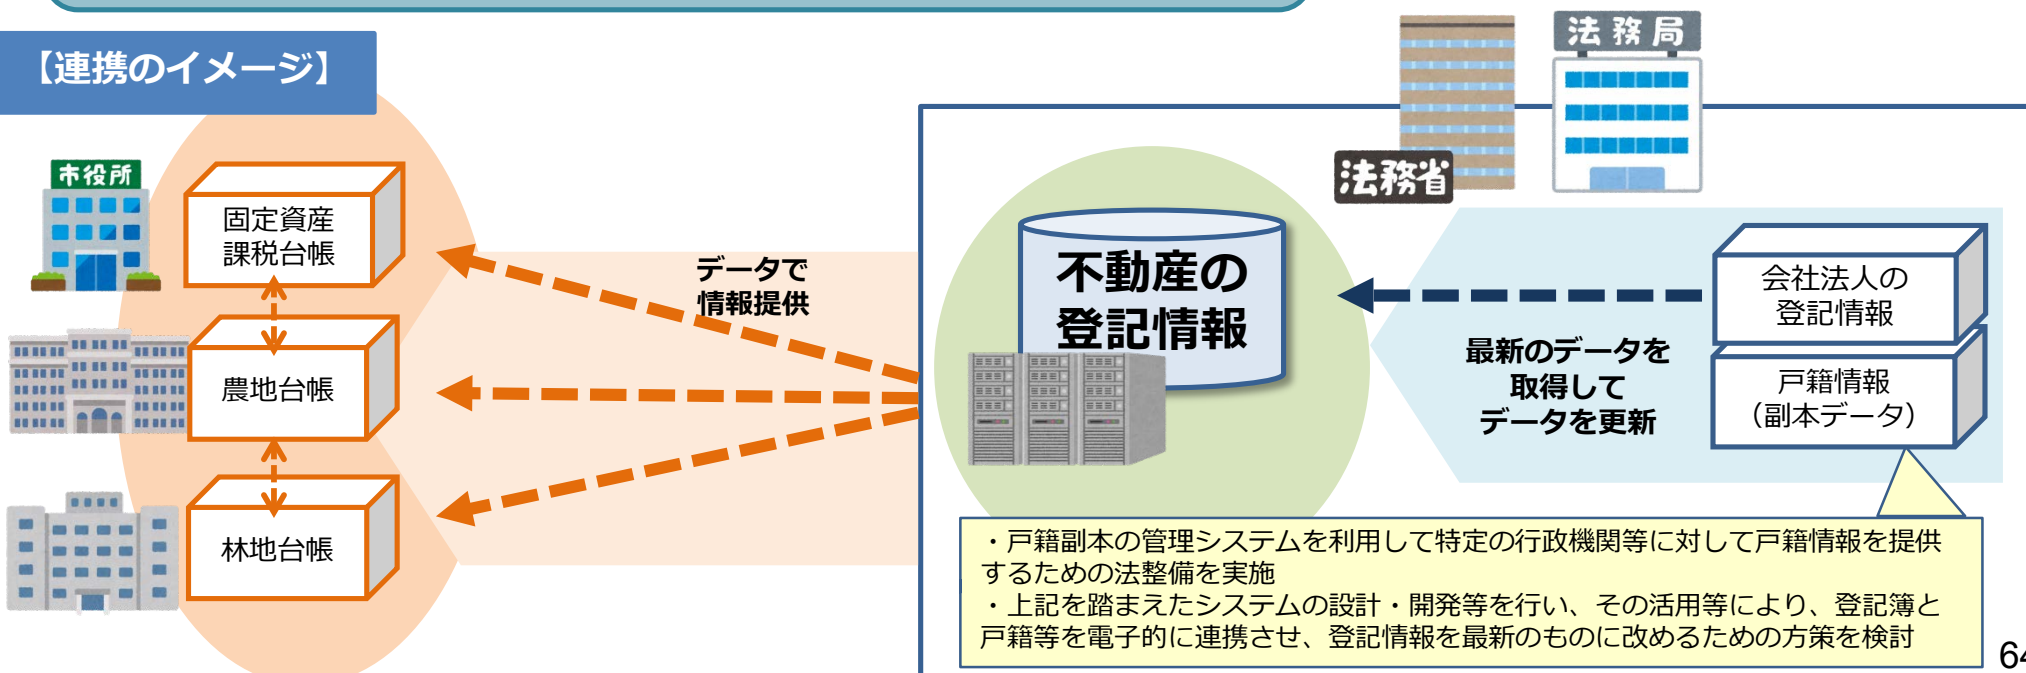 【連携のイメージ】
市役所
固定資産
課税台帳
農地台帳
林地台帳
データで
情報提供
法務省
法務局
不動産の
登記情報
最新のデータを
取得して
データを更新
会社法人の
登記情報
戸籍情報
（副本データ）
・戸籍副本の管理システムを利用して特定の行政機関等に対して戸籍情報を提供
するための法整備を実施
・上記を踏まえたシステムの設計・開発等を行い、その活用等により、登記簿と
戸籍等を電子的に連携させ、登記情報を最新のものに改めるための方策を検討
64